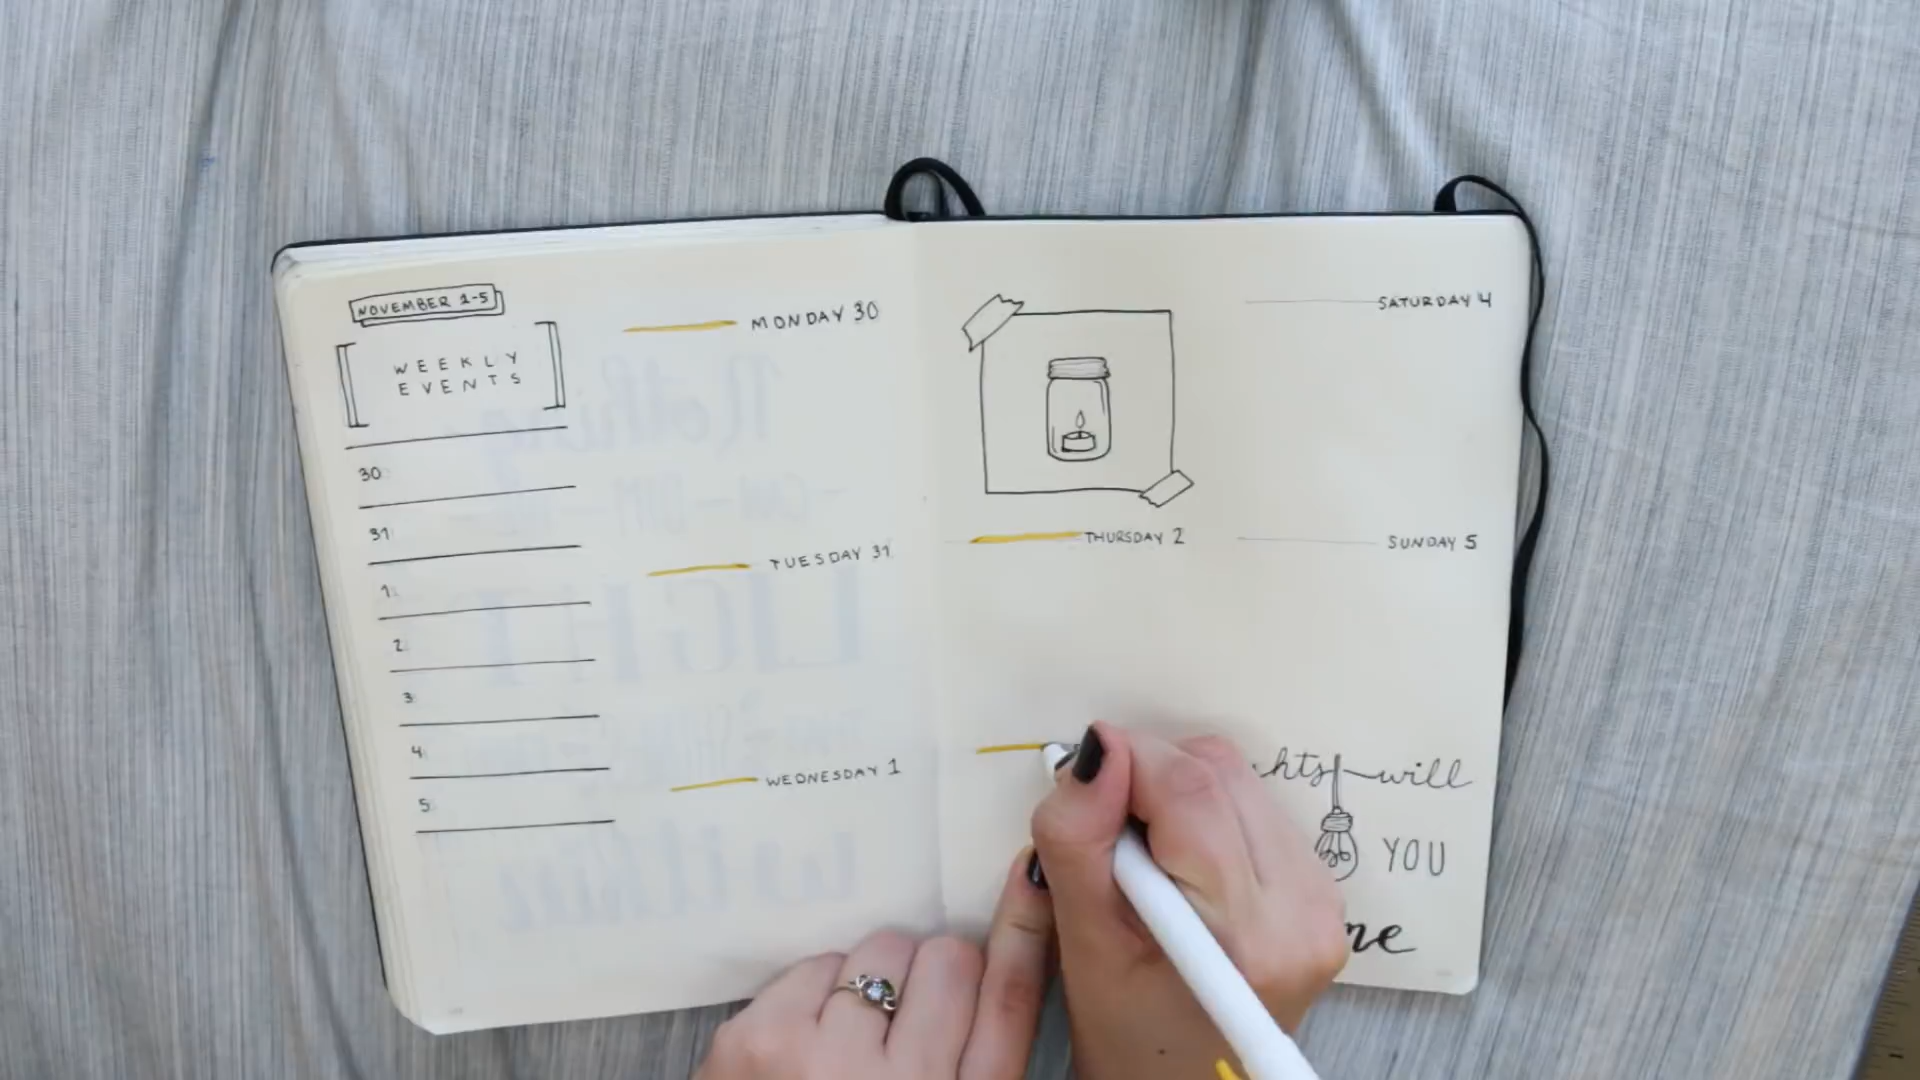 NOVEMBER 1-5
WEEKLY
EVENTS
30
31
1
2
3
4
5
MONDAY 30
TUESDAY 31
WEDNESDAY 1
THURSDAY 2
SATURDAY 4
SUNDAY 5
will
YOU